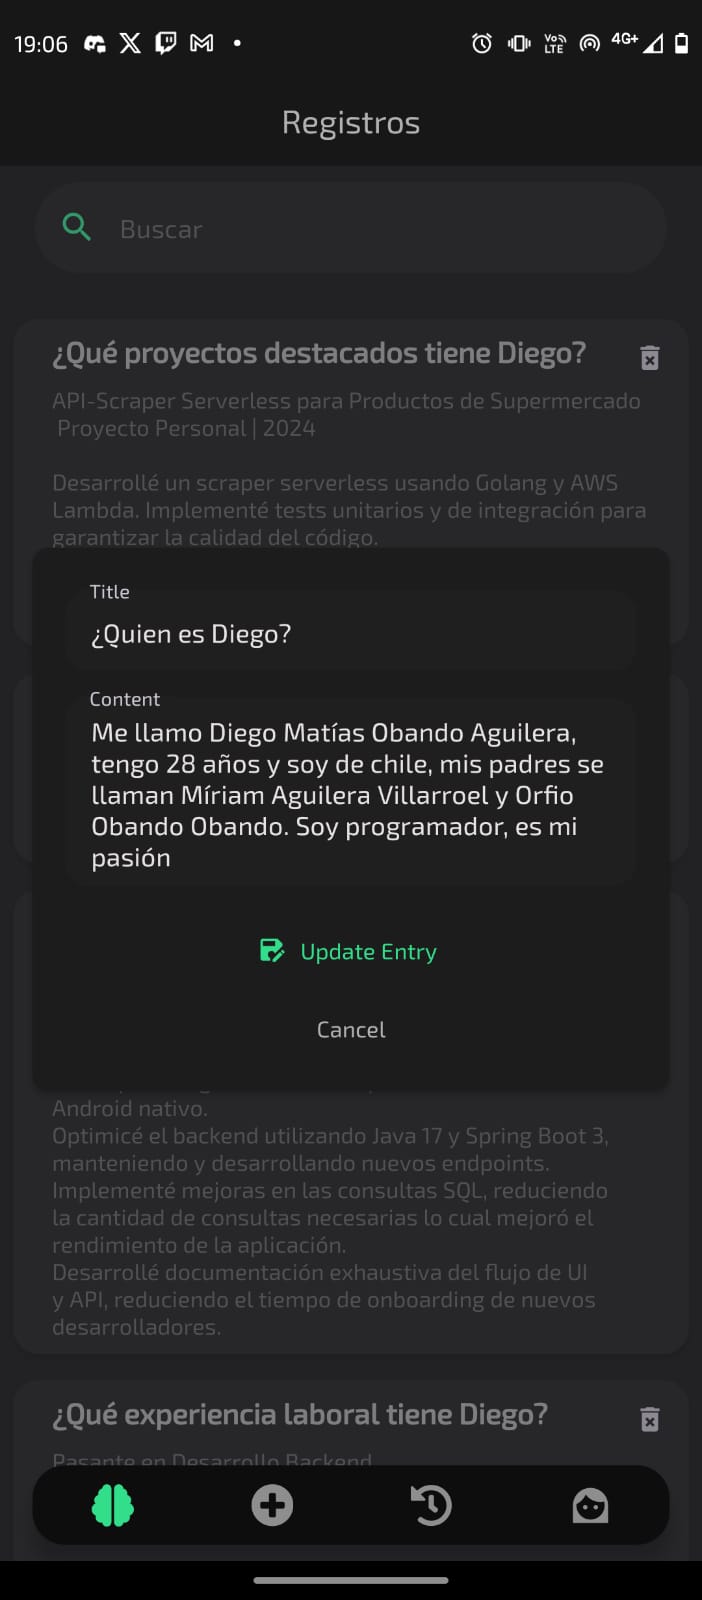 19:06
VoLTE 4G+
Registros
Buscar
¿Qué proyectos destacados tiene Diego?
API-Scraper Serverless para Productos de Supermercado
Proyecto Personal | 2024
Desarrollé un scraper serverless usando Golang y AWS
Lambda. Implementé tests unitarios y de integración para
garantizar la calidad del código.
Title
¿Quien es Diego?
Content
Me llamo Diego Matías Obando Aguilera,
tengo 28 años y soy de chile, mis padres se
llaman Míriam Aguilera Villarroel y Orfio
Obando Obando. Soy programador, es mi
pasión
Update Entry
Cancel
Android nativo.
Optimicé el backend utilizando Java 17 y Spring Boot 3,
manteniendo y desarrollando nuevos endpoints.
Implementé mejoras en las consultas SQL, reduciendo
la cantidad de consultas necesarias lo cual mejoró el
rendimiento de la aplicación.
Desarrollé documentación exhaustiva del flujo de UI
y API, reduciendo el tiempo de onboarding de nuevos
desarrolladores.
¿Qué experiencia laboral tiene Diego?
Pasante en Desarrollo Backend